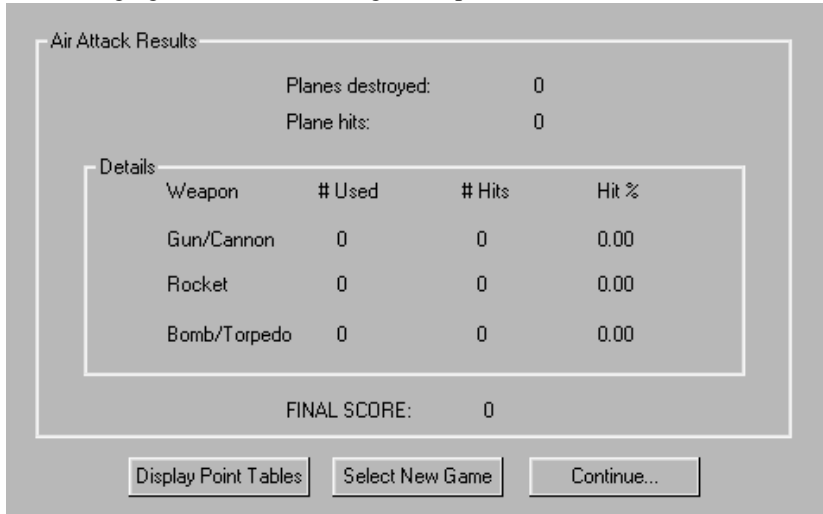 Air Attack Results
Planes destroyed: 0
Plane hits: 0
Details
Weapon # Used # Hits Hit %
Gun/Cannon 0 0 0.00
Rocket 0 0 0.00
Bomb/Torpedo 0 0 0.00
FINAL SCORE: 0
Display Point Tables Select New Game Continue...